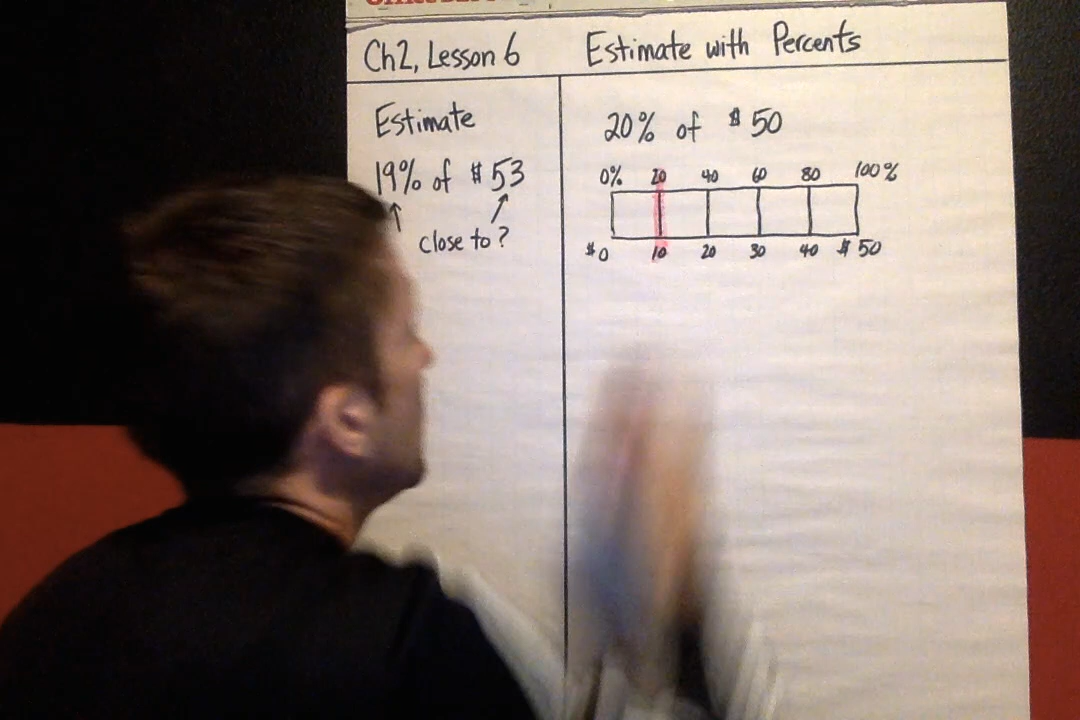 Ch2, Lesson 6
Estimate with Percents
Estimate
19% of $53
close to?
20% of $50
0% 20 40 60 80 100%
$0 10 20 30 40 $50